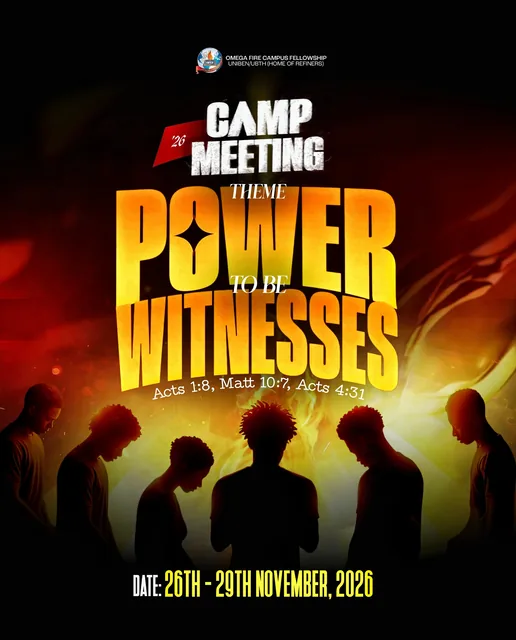 OMEGA FIRE CAMPUS FELLOWSHIP
UNIBEN/UBTH (HOME OF REFINERS)
'26
CAMP
MEETING
THEME
POWER
TO BE
WITNESSES
Acts 1:8, Matt 10:7, Acts 4:31
DATE: 26TH - 29TH NOVEMBER, 2026